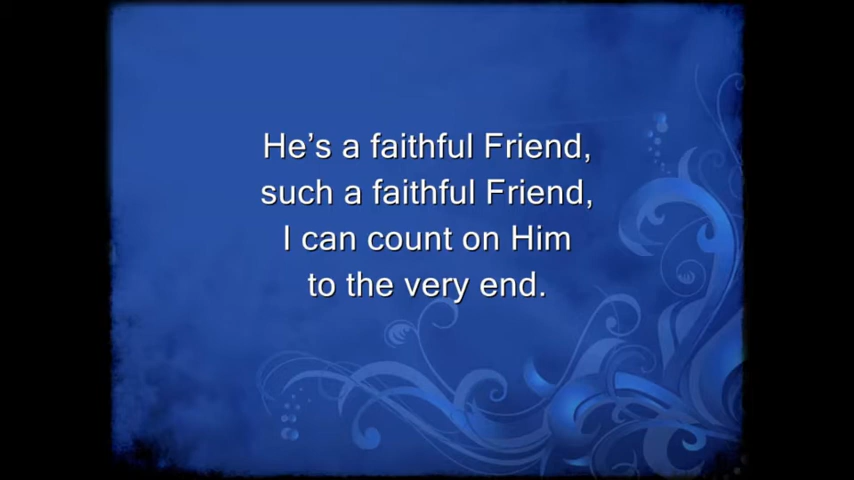 He’s a faithful Friend,
such a faithful Friend,
I can count on Him
to the very end.